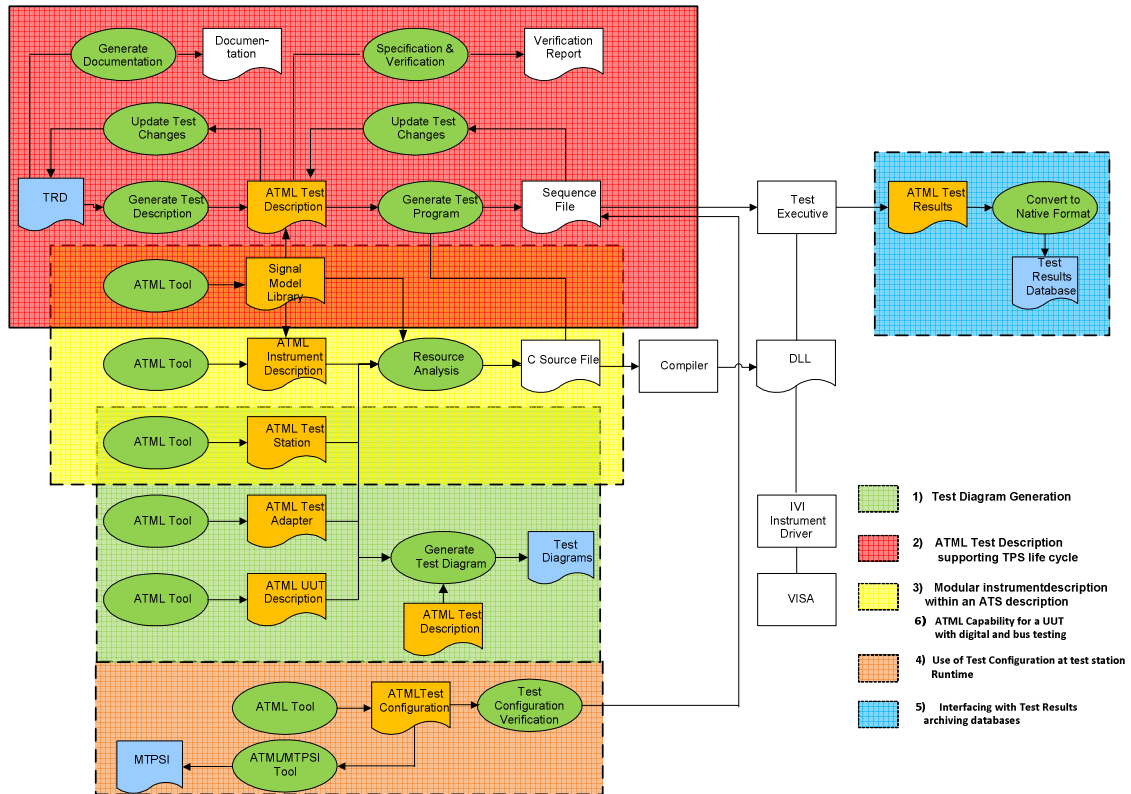 Generate
Documentation
Documen-
tation
Specification &
Verification
Verification
Report
Update Test
Changes
Update Test
Changes
TRD
Generate Test
Description
ATML Test
Description
Generate Test
Program
Sequence
File
Test
Executive
ATML Test
Results
Convert to
Native Format
ATML Tool
Signal
Model
Library
Test
Results
Database
ATML Tool
ATML
Instrument
Description
Resource
Analysis
C Source File
Compiler
DLL
ATML Tool
ATML Test
Station
ATML Tool
ATML Test
Adapter
Generate
Test Diagram
Test
Diagrams
IVI
Instrument
Driver
ATML Tool
ATML UUT
Description
ATML Test
Description
VISA
ATML Tool
ATMLTest
Configuration
Test
Configuration
Verification
MTPSI
ATML/MTPSI
Tool
1) Test Diagram Generation
2) ATML Test Description
supporting TPS life cycle
3) Modular instrumentdescription
within an ATS description
6) ATML Capability for a UUT
with digital and bus testing
4) Use of Test Configuration at test station
Runtime
5) Interfacing with Test Results
archiving databases